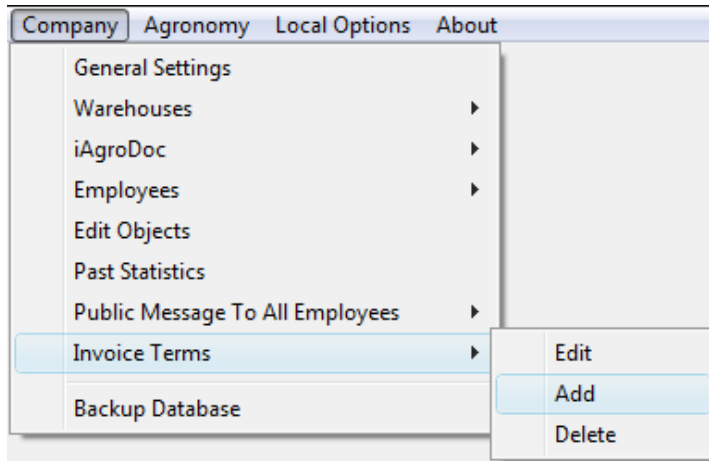 Company Agronomy Local Options About
General Settings
Warehouses
iAgroDoc
Employees
Edit Objects
Past Statistics
Public Message To All Employees
Invoice Terms
Edit
Add
Delete
Backup Database